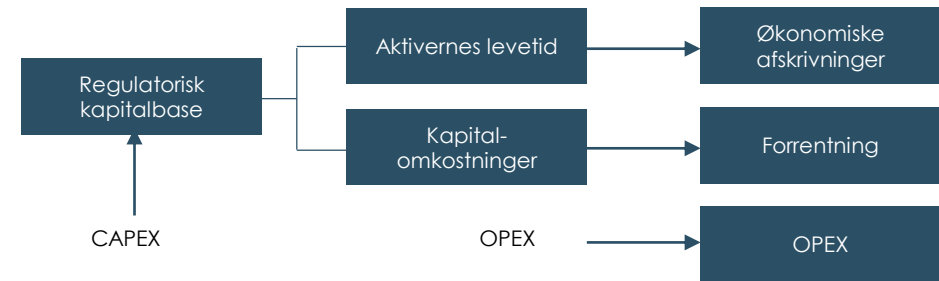 Regulatorisk
kapitalbase
Aktivernes levetid
Økonomiske
afskrivninger
Kapital-
omkostninger
Forrentning
CAPEX
OPEX
OPEX